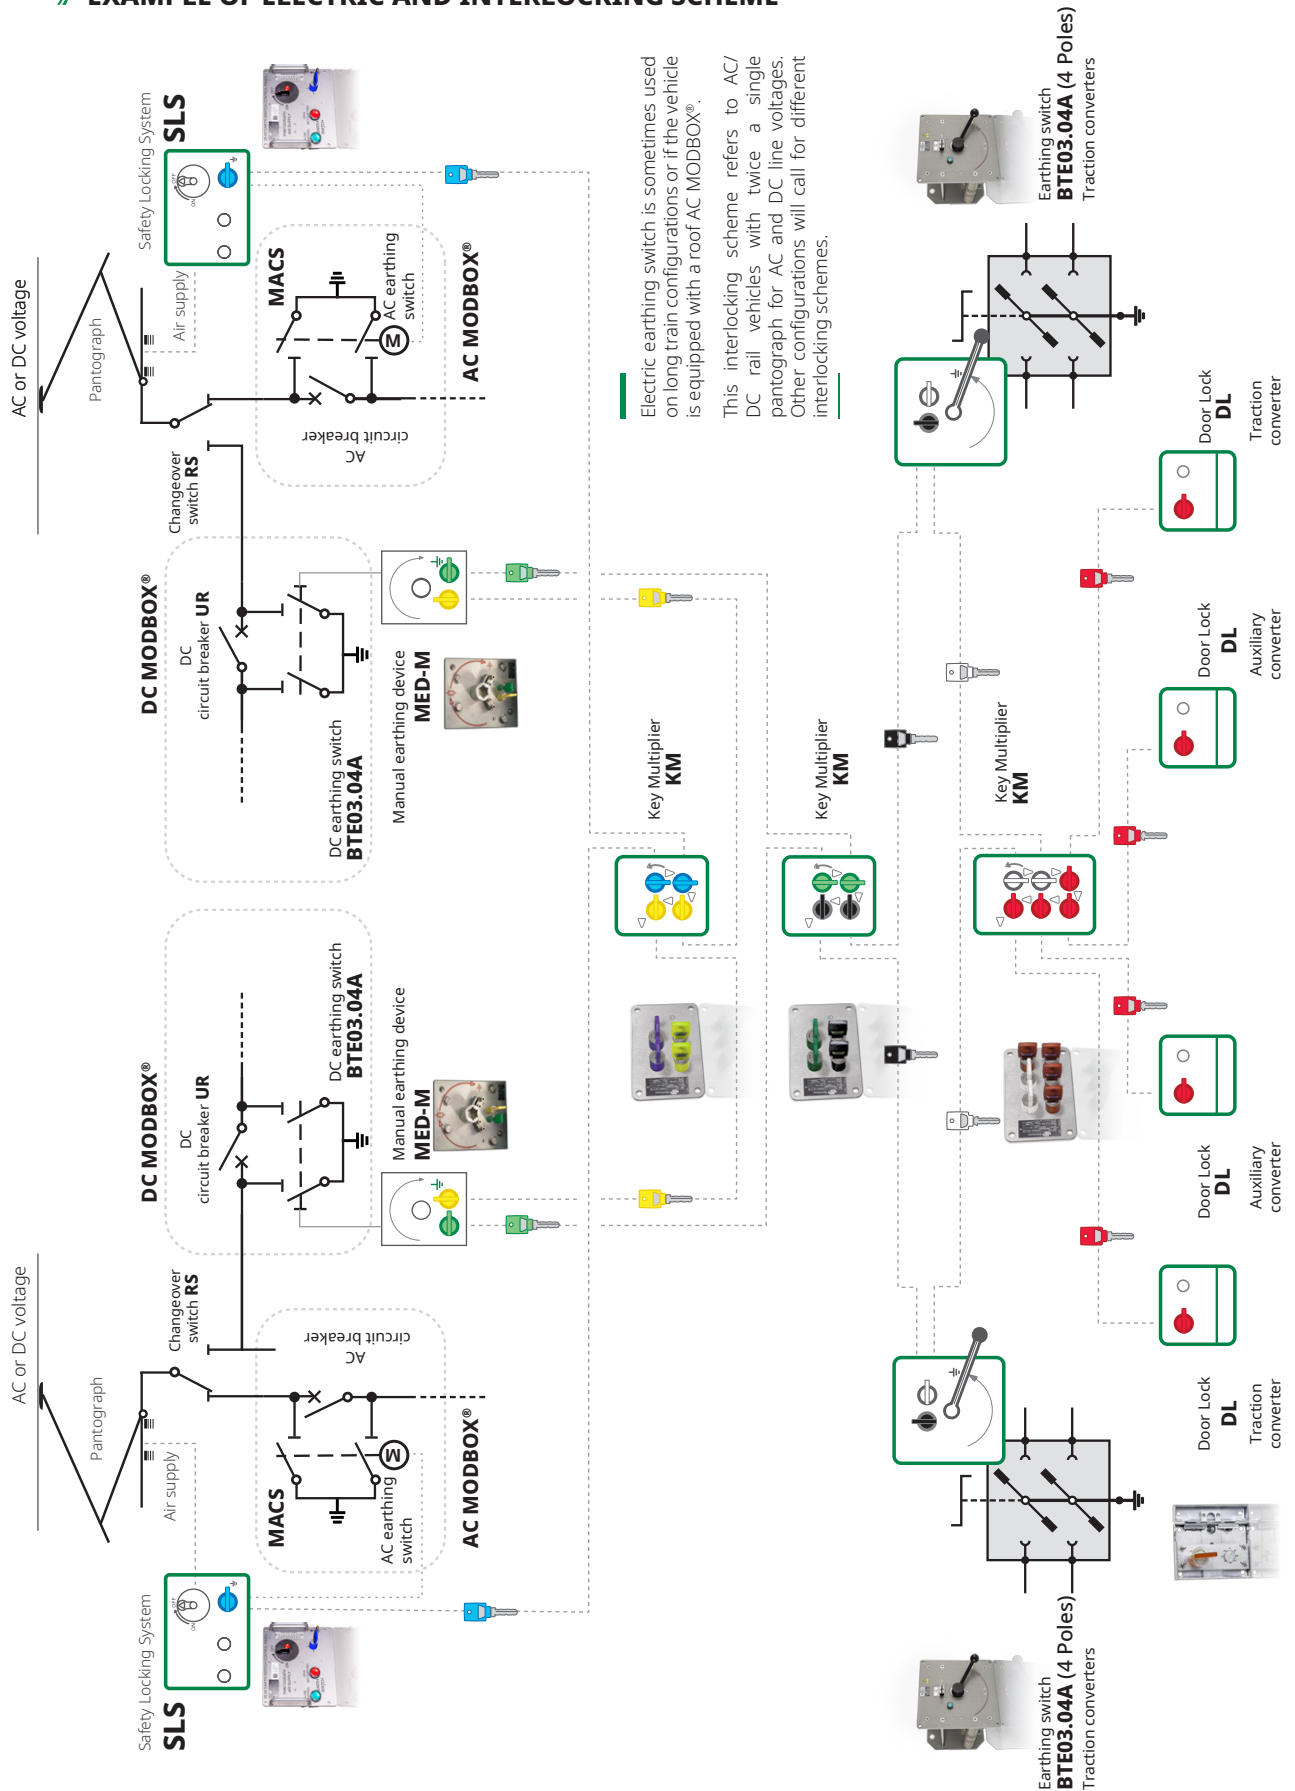 // EXAMPLE OF ELECTRIC AND INTERLOCKING SCHEME
AC or DC voltage
Pantograph
Air supply
Safety Locking System
SLS
OFF
ON
Changeover
switch RS
MACS
AC earthing
switch
M
AC
circuit breaker
AC MODBOX®
DC MODBOX®
DC
circuit breaker UR
DC earthing switch
BTE03.04A
Manual earthing device
MED-M
DC MODBOX®
DC
circuit breaker UR
DC earthing switch
BTE03.04A
Manual earthing device
MED-M
AC or DC voltage
Pantograph
Air supply
Safety Locking System
SLS
OFF
ON
Changeover
switch RS
MACS
AC earthing
switch
M
AC
circuit breaker
AC MODBOX®
Key Multiplier
KM
Key Multiplier
KM
Key Multiplier
KM
Electric earthing switch is sometimes used
on long train configurations or if the vehicle
is equipped with a roof AC MODBOX®.
This interlocking scheme refers to AC/
DC rail vehicles with twice a single
pantograph for AC and DC line voltages.
Other configurations will call for different
interlocking schemes.
Earthing switch
BTE03.04A (4 Poles)
Traction converters
Door Lock
DL
Traction
converter
Door Lock
DL
Auxiliary
converter
Door Lock
DL
Auxiliary
converter
Door Lock
DL
Traction
converter
Earthing switch
BTE03.04A (4 Poles)
Traction converters